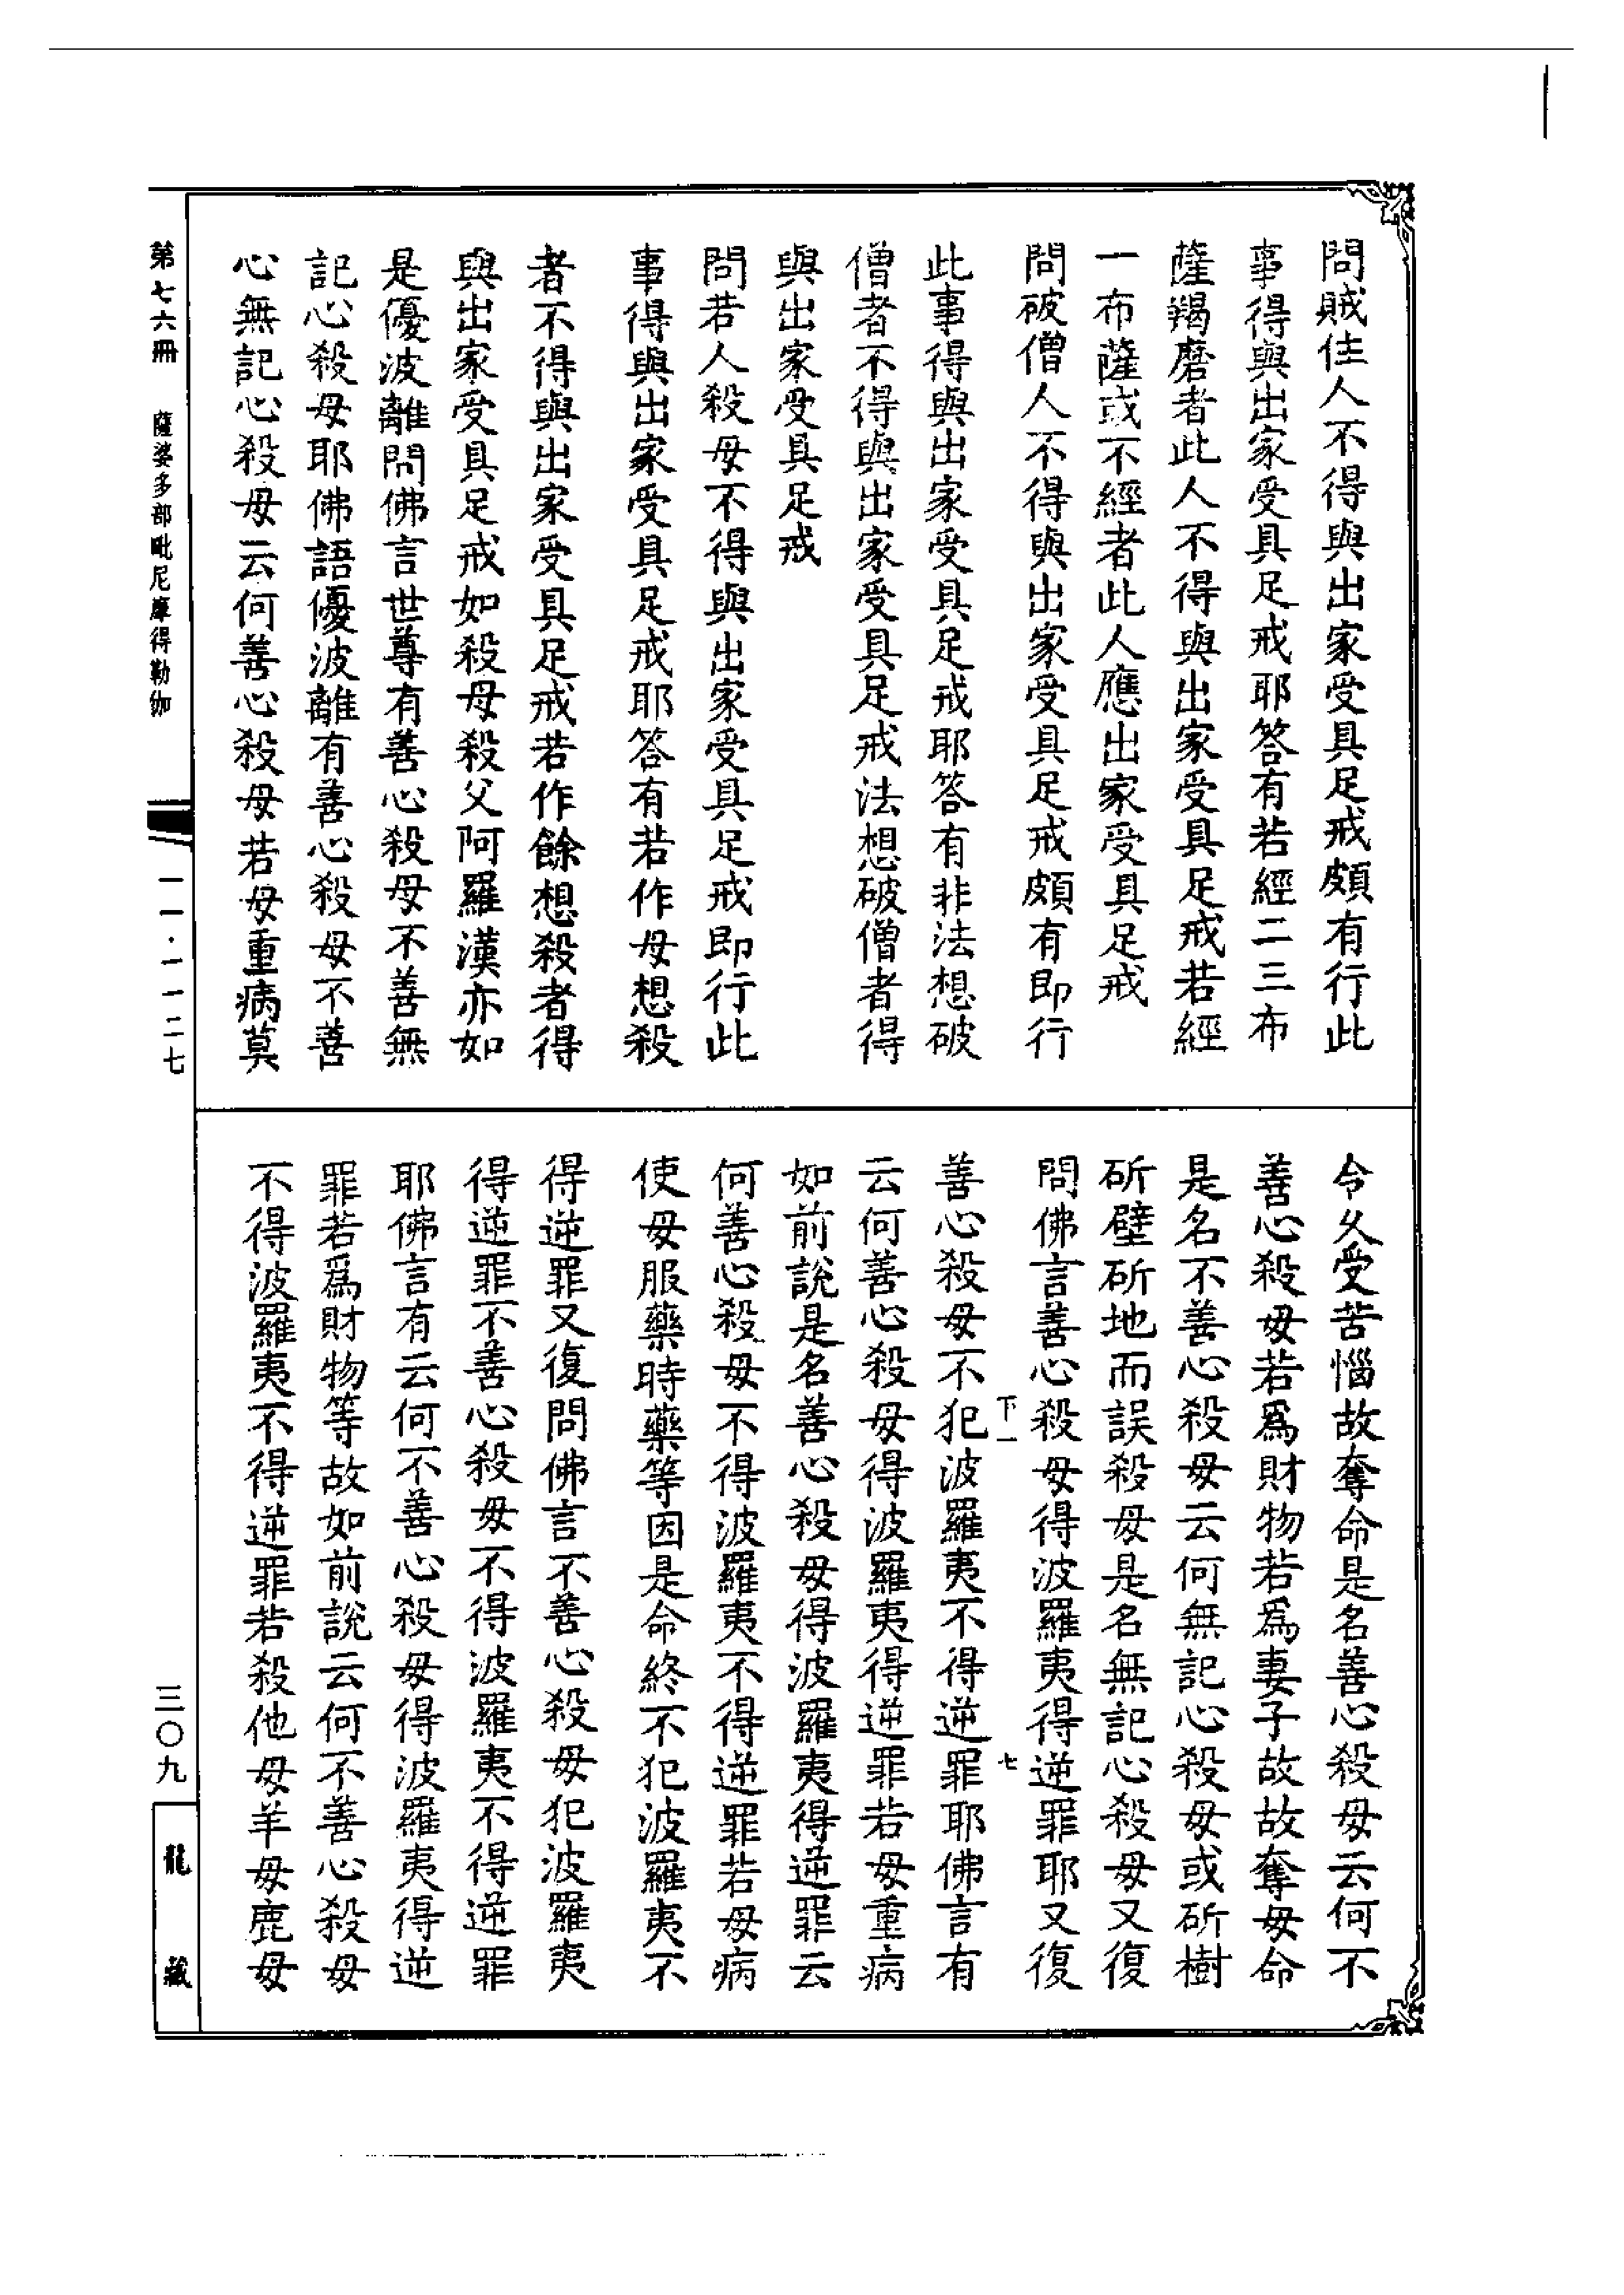 問賊住人不得與出家受具足戒頗有行此
事得與出家受具足戒耶答有若經二三布
薩羯磨者此人不得與出家受具足戒若經
一布薩或不經者此人應出家受具足戒
問破僧人不得與出家受具足戒頗有即行
此事得與出家受具足戒耶答有非法想破
僧者不得與出家受具足戒法想破僧者得
與出家受具足戒
問若人殺母不得與出家受具足戒即行此
事得與出家受具足戒耶答有若作母想殺
者不得與出家受具足戒若作餘想殺者得
與出家受具足戒如殺母殺父阿羅漢亦如
是優波離問佛言世尊有善心殺母不善無
記心殺母耶佛語優波離有善心殺母不善
心無記心殺母云何善心殺母若母重病莫
令久受苦惱故奪命是名善心殺母云何不
善心殺母若為財物若為妻子故故奪母命
是名不善心殺母云何無記心殺母或斫樹
斫壁斫地而誤殺母是名無記心殺母又復
問佛言善心殺母得波羅夷得逆罪耶又復
下一 七
善心殺母不犯波羅夷不得逆罪耶佛言有
云何善心殺母得波羅夷得逆罪若母重病
如前說是名善心殺母得波羅夷得逆罪云
何善心殺母不得波羅夷不得逆罪若母病
使母服藥時藥等因是命終不犯波羅夷不
得逆罪又復問佛言不善心殺母犯波羅夷
得逆罪不善心殺母不得波羅夷不得逆罪
耶佛言有云何不善心殺母得波羅夷得逆
罪若為財物等故如前說云何不善心殺母
不得波羅夷不得逆罪若殺他母羊母鹿母
第七六冊 薩婆多部毗尼摩得勒伽 一一·一一二七
三〇九
龍藏